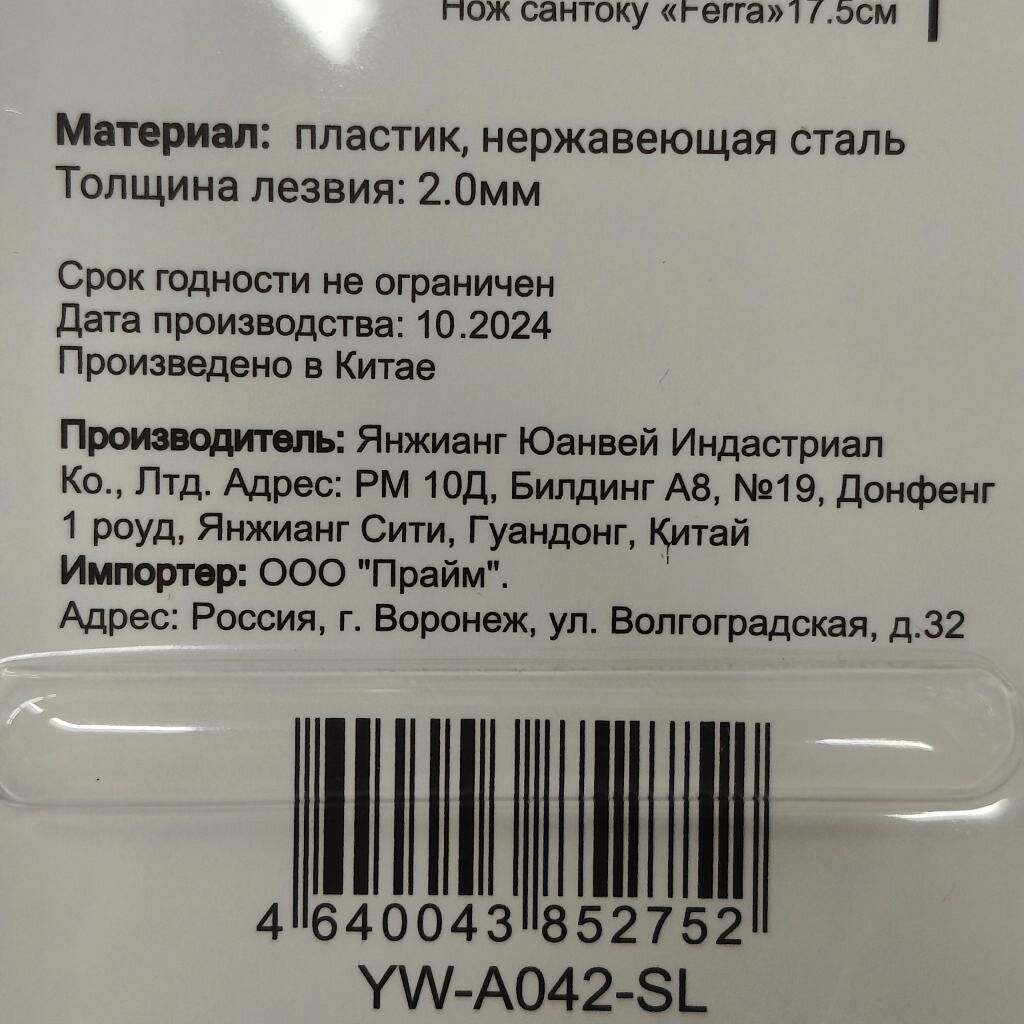 Нож сантоку «Ferra»17.5см
Материал: пластик, нержавеющая сталь
Толщина лезвия: 2.0мм
Срок годности не ограничен
Дата производства: 10.2024
Произведено в Китае
Производитель: Янжианг Юанвей Индастриал
Ко., Лтд. Адрес: РМ 10Д, Билдинг А8, №19, Донфенг
1 роуд, Янжианг Сити, Гуандонг, Китай
Импортер: ООО "Прайм".
Адрес: Россия, г. Воронеж, ул. Волгоградская, д.32
4 640043 852752
YW-A042-SL